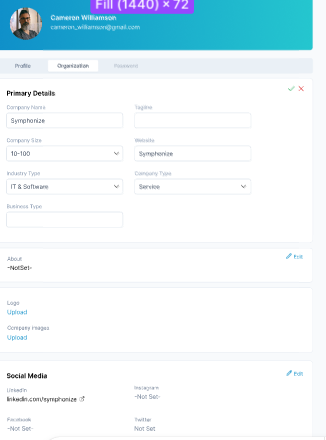 Fill (1440) × 72
Cameron Williamson
cameron_williamson@gmail.com
Profile Organization Password
Primary Details
Company Name Tagline
Symphonize
Company Size Website
10-100 Symphonize
Industry Type Company Type
IT & Software Service
Business Type
About Edit
-NotSet-
Logo
Upload
Company Images
Upload
Social Media Edit
LinkedIn Instagram
linkedin.com/symphonize -Not Set-
Facebook Twitter
-Not Set- Not Set